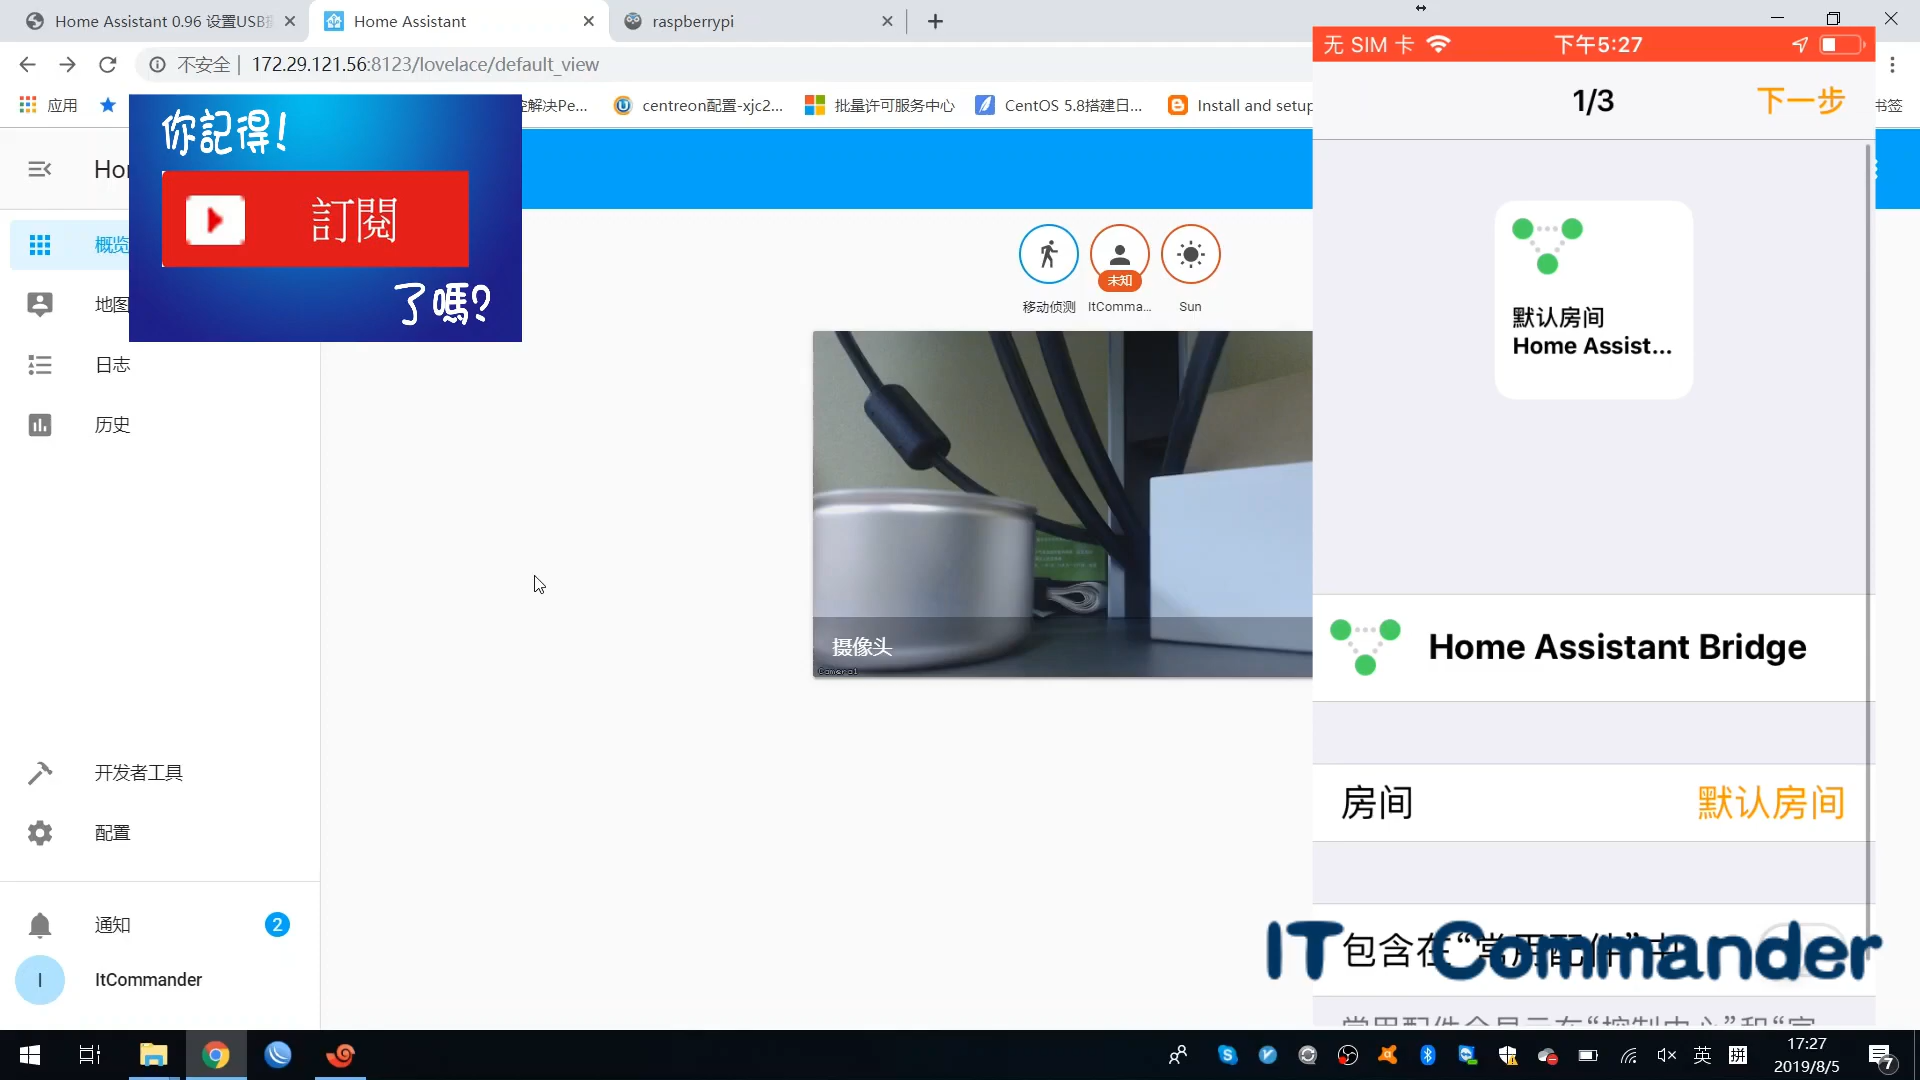 Home Assistant 0.96 设置USB
Home Assistant
raspberrypi
不安全
172.29.121.56:8123/lovelace/default_view
应用
解决Pe...
centreon配置-xjc2...
批量许可服务中心
CentOS 5.8搭建日...
Install and setup
书签
你記得!
訂閱
了嗎?
概览
地图
日志
历史
开发者工具
配置
通知
2
I
ItCommander
未知
移动侦测
ItComma...
Sun
摄像头
Camera1
无 SIM 卡
下午5:27
1/3
下一步
默认房间
Home Assist...
Home Assistant Bridge
房间
默认房间
包含在“常用配件”中
IT Commander
英
拼
17:27
2019/8/5
7